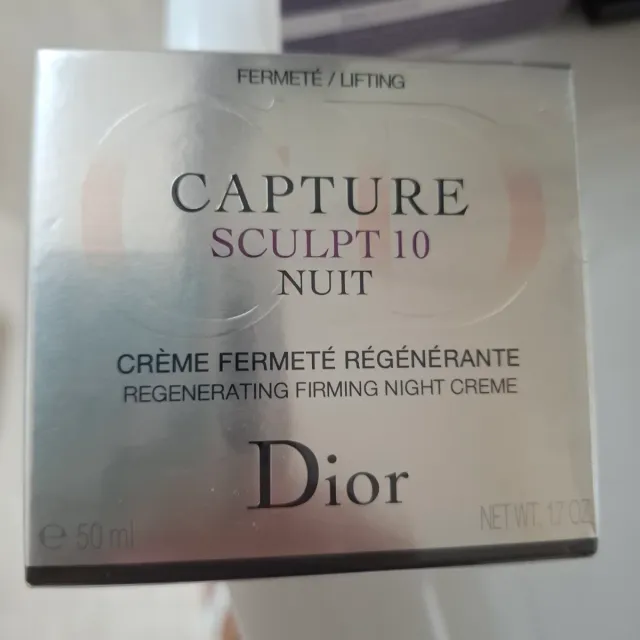 FERMETÉ / LIFTING
CAPTURE
SCULPT 10
NUIT
CRÈME FERMETÉ RÉGÉNÉRANTE
REGENERATING FIRMING NIGHT CREME
Dior
℮ 50 ml
NET WT. 1.7 OZ